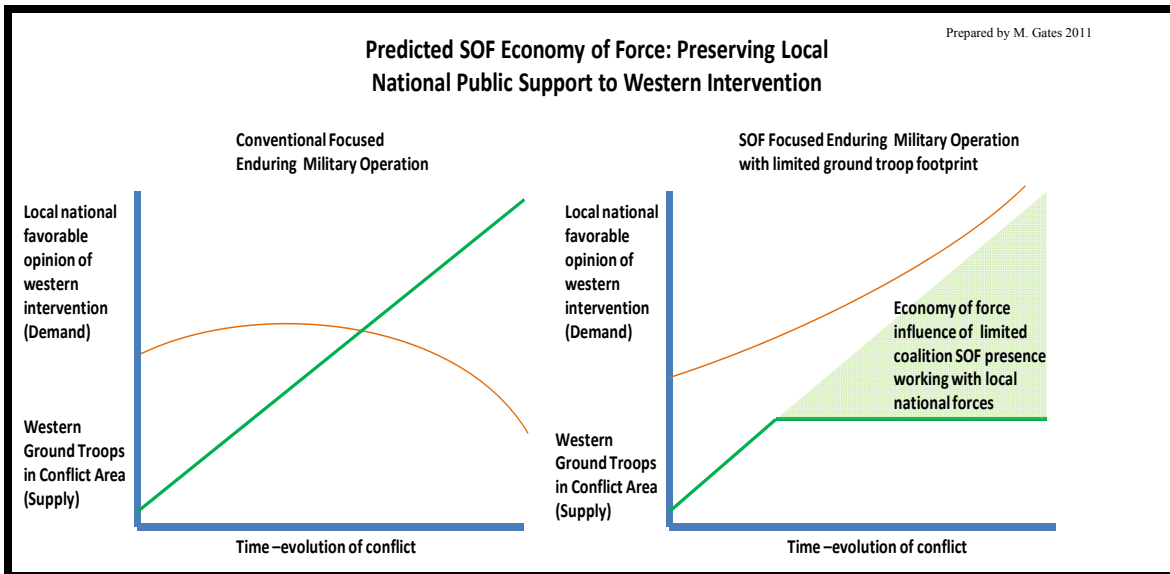 Prepared by M. Gates 2011
Predicted SOF Economy of Force: Preserving Local
National Public Support to Western Intervention
Conventional Focused
Enduring Military Operation
Local national
favorable
opinion of
western
intervention
(Demand)
Western
Ground Troops
in Conflict Area
(Supply)
Time –evolution of conflict
SOF Focused Enduring Military Operation
with limited ground troop footprint
Local national
favorable
opinion of
western
intervention
(Demand)
Economy of force
influence of limited
coalition SOF presence
working with local
national forces
Western
Ground Troops
in Conflict Area
(Supply)
Time –evolution of conflict